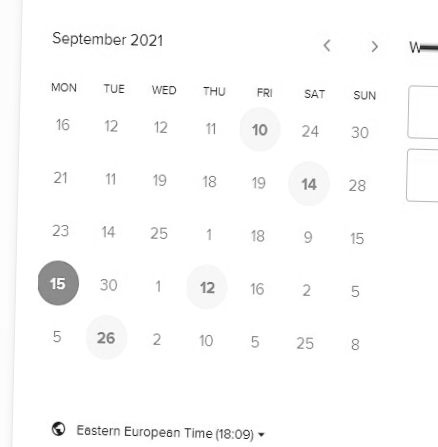 September 2021
MON TUE WED THU FRI SAT SUN
16 12 12 11 10 24 30
21 11 19 18 19 14 28
23 14 25 1 18 9 15
15 30 1 12 16 2 5
5 26 2 10 5 25 8
Eastern European Time (18:09)